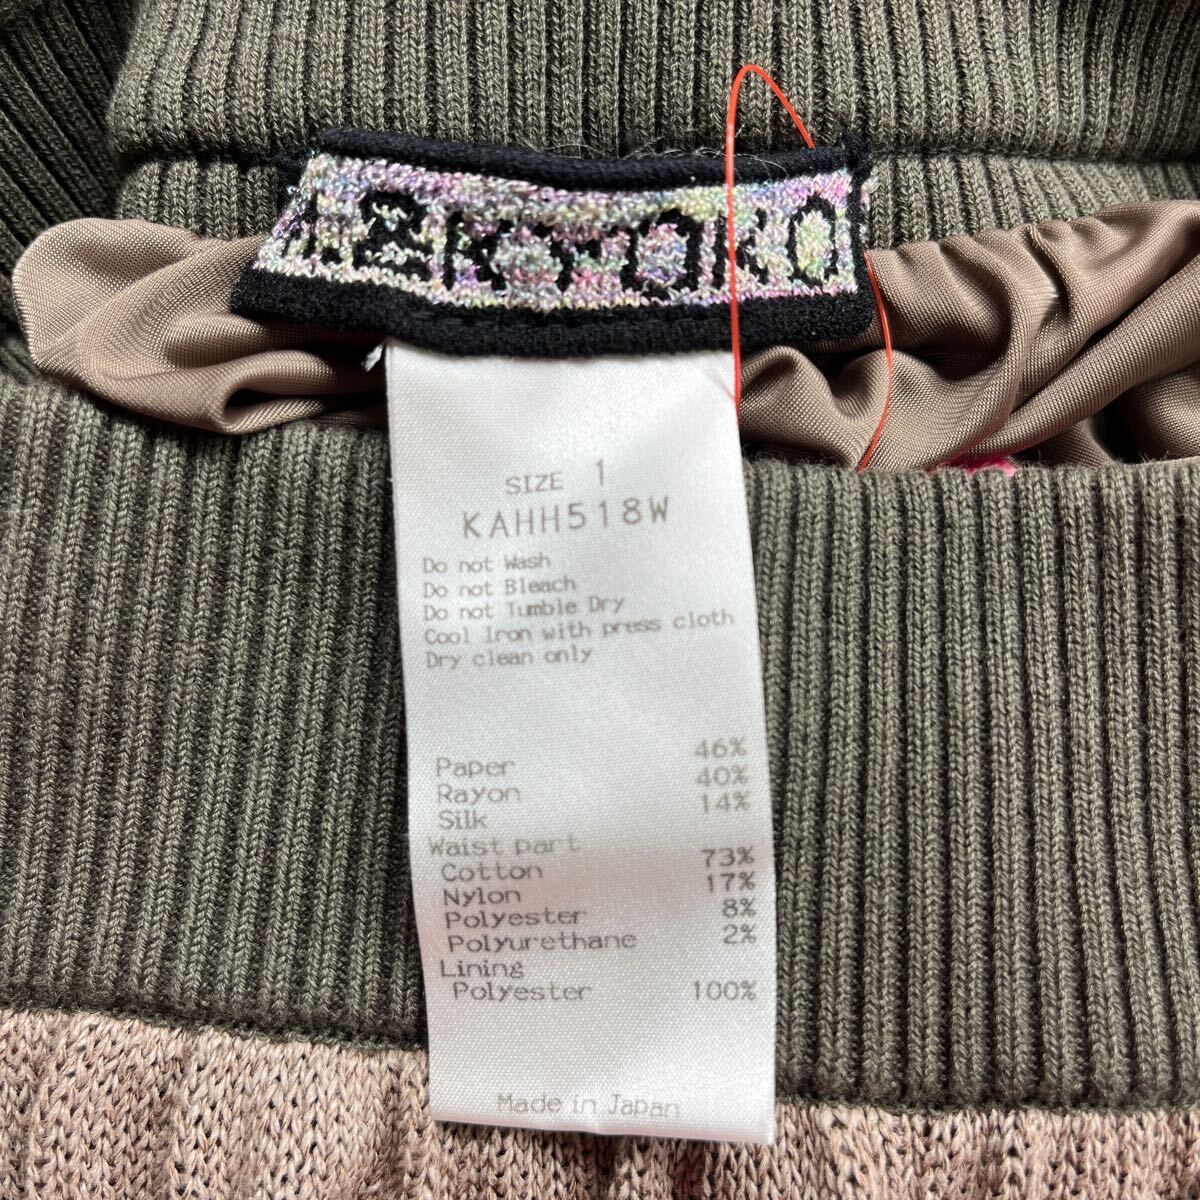 1.2KYOKO
SIZE 1
KAHH518W
Do not Wash
Do not Bleach
Do not Tumble Dry
Cool Iron with press cloth
Dry clean only
46%
Paper 40%
Rayon 14%
Silk
Waist part
Cotton 73%
Nylon 17%
Polyester 8%
Polyurethane 2%
Lining
Polyester 100%
Made in Japan